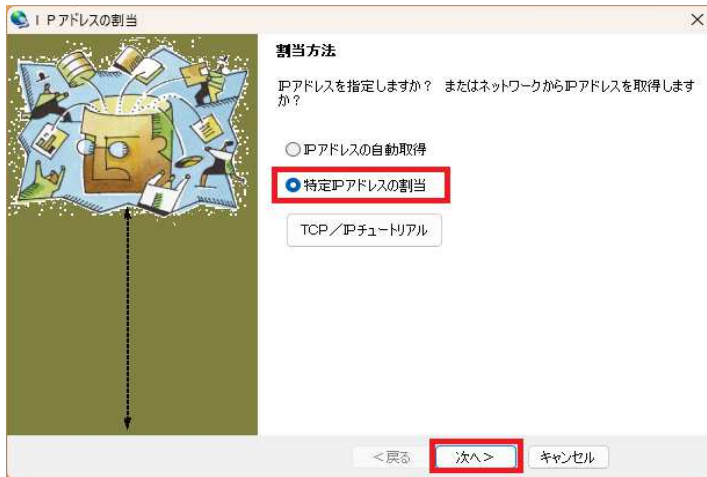 ＩＰアドレスの割当
割当方法
IPアドレスを指定しますか？ またはネットワークからIPアドレスを取得します
か？
IPアドレスの自動取得
特定IPアドレスの割当
TCP／IPチュートリアル
＜戻る 次へ＞ キャンセル